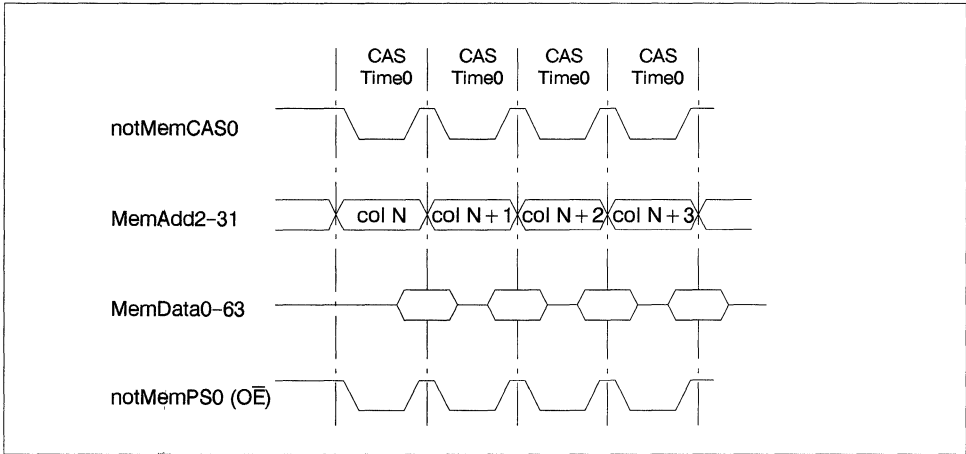 CAS CAS CAS CAS
Time0 Time0 Time0 Time0
notMemCAS0
MemAdd2–31 col N col N+1 col N+2 col N+3
MemData0–63
notMemPS0 (OE̅)